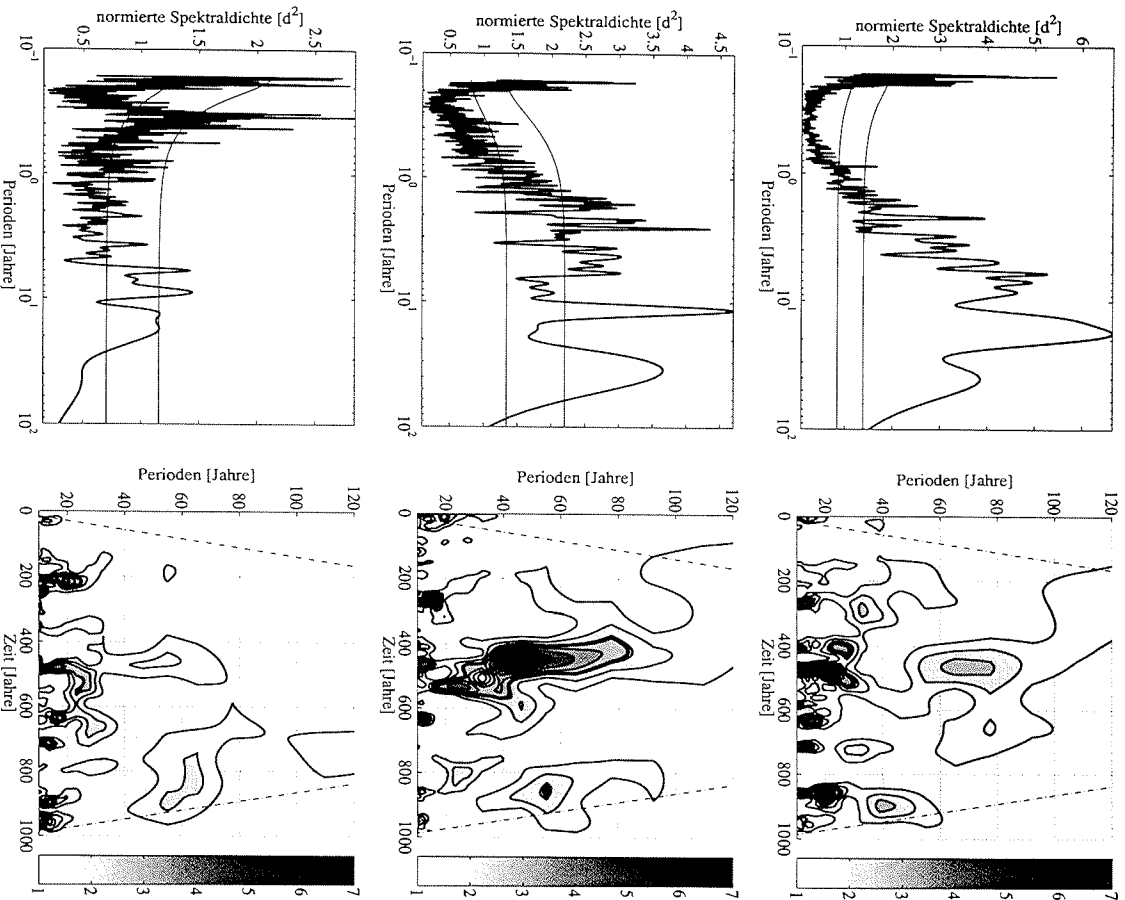 normierte Spektraldichte [d²]
0.5 1 1.5 2 2.5
10⁻¹ 10⁰ 10¹ 10²
Perioden [Jahre]
normierte Spektraldichte [d²]
0.5 1 1.5 2 2.5 3 3.5 4 4.5
10⁻¹ 10⁰ 10¹ 10²
Perioden [Jahre]
normierte Spektraldichte [d²]
1 2 3 4 5 6
10⁻¹ 10⁰ 10¹ 10²
Perioden [Jahre]
Perioden [Jahre]
20 40 60 80 100 120
0 200 400 600 800 1000
Zeit [Jahre]
1 2 3 4 5 6 7
Perioden [Jahre]
20 40 60 80 100 120
0 200 400 600 800 1000
Zeit [Jahre]
1 2 3 4 5 6 7
Perioden [Jahre]
20 40 60 80 100 120
0 200 400 600 800 1000
Zeit [Jahre]
1 2 3 4 5 6 7